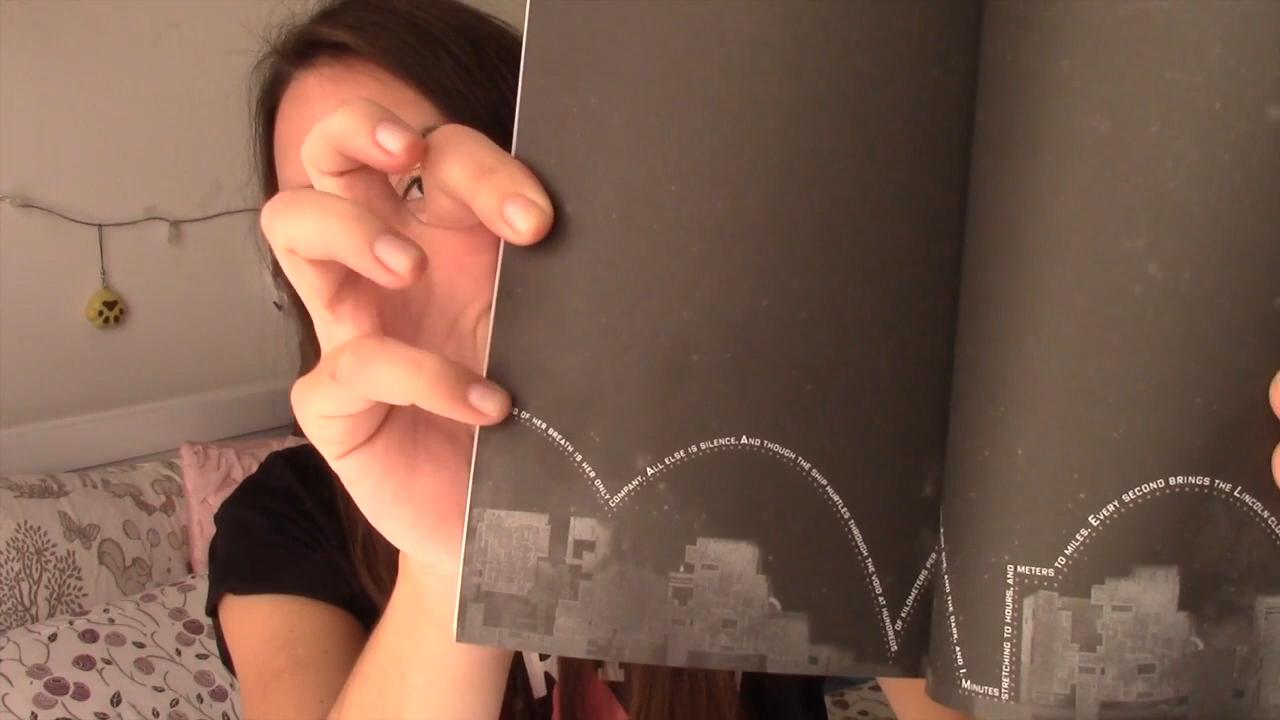 OF HER BREATH IS HER ONLY
COMPANY. ALL ELSE IS SILENCE. AND THOUGH THE SHIP HURTLES THROUGH THE VOID AT HUNDREDS
OF KILOMETERS PER
AND THE DARK, AND I.
MINUTES
STRETCHING TO HOURS, AND
METERS
TO MILES. EVERY SECOND BRINGS THE LINCOLN